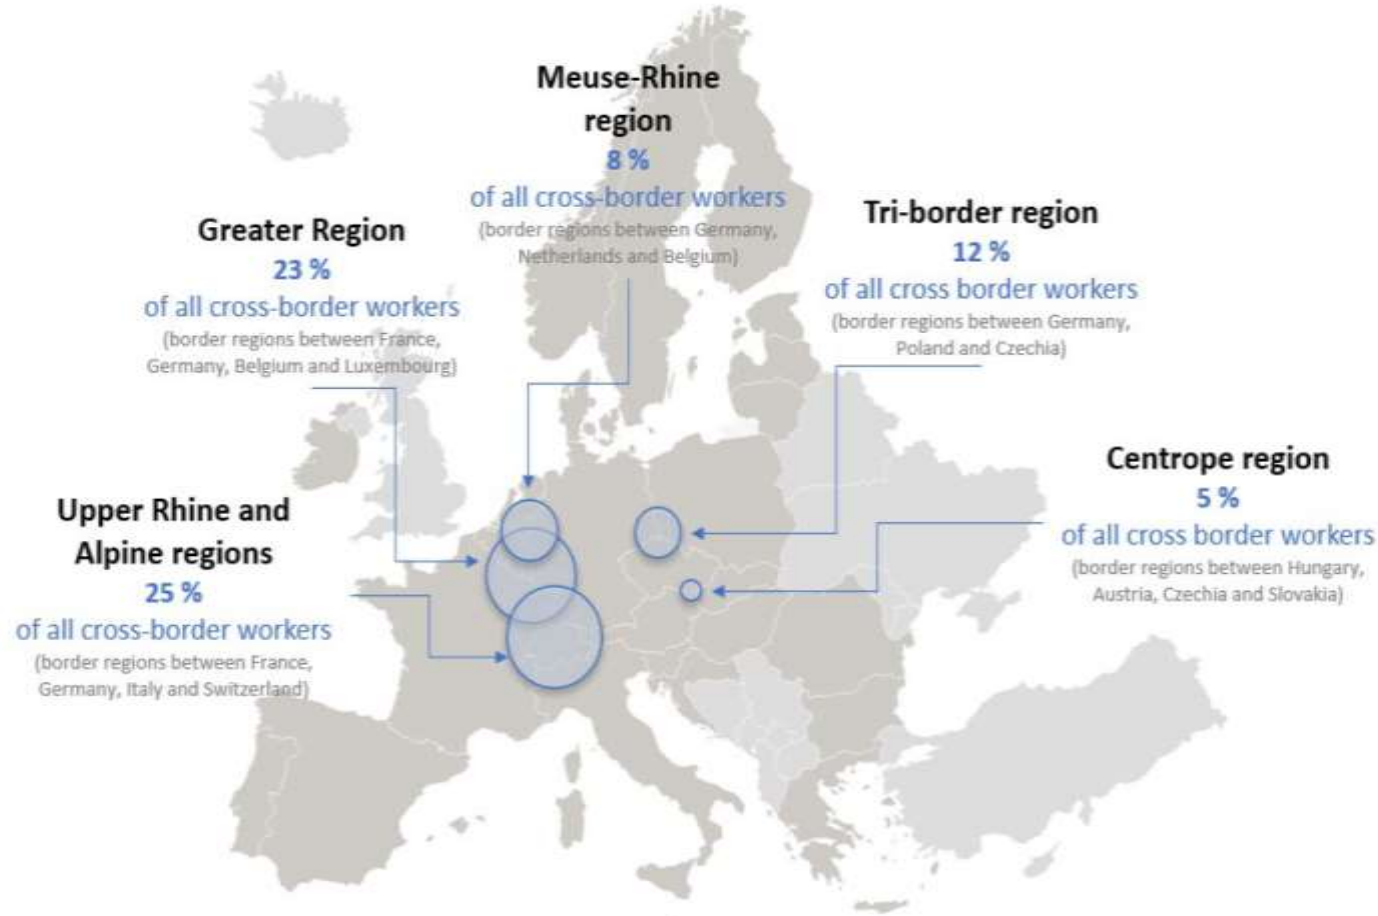 Meuse-Rhine
region
8 %
of all cross-border workers
(border regions between Germany,
Netherlands and Belgium)
Greater Region
23 %
of all cross-border workers
(border regions between France,
Germany, Belgium and Luxembourg)
Tri-border region
12 %
of all cross border workers
(border regions between Germany,
Poland and Czechia)
Upper Rhine and
Alpine regions
25 %
of all cross-border workers
(border regions between France,
Germany, Italy and Switzerland)
Centrope region
5 %
of all cross border workers
(border regions between Hungary,
Austria, Czechia and Slovakia)